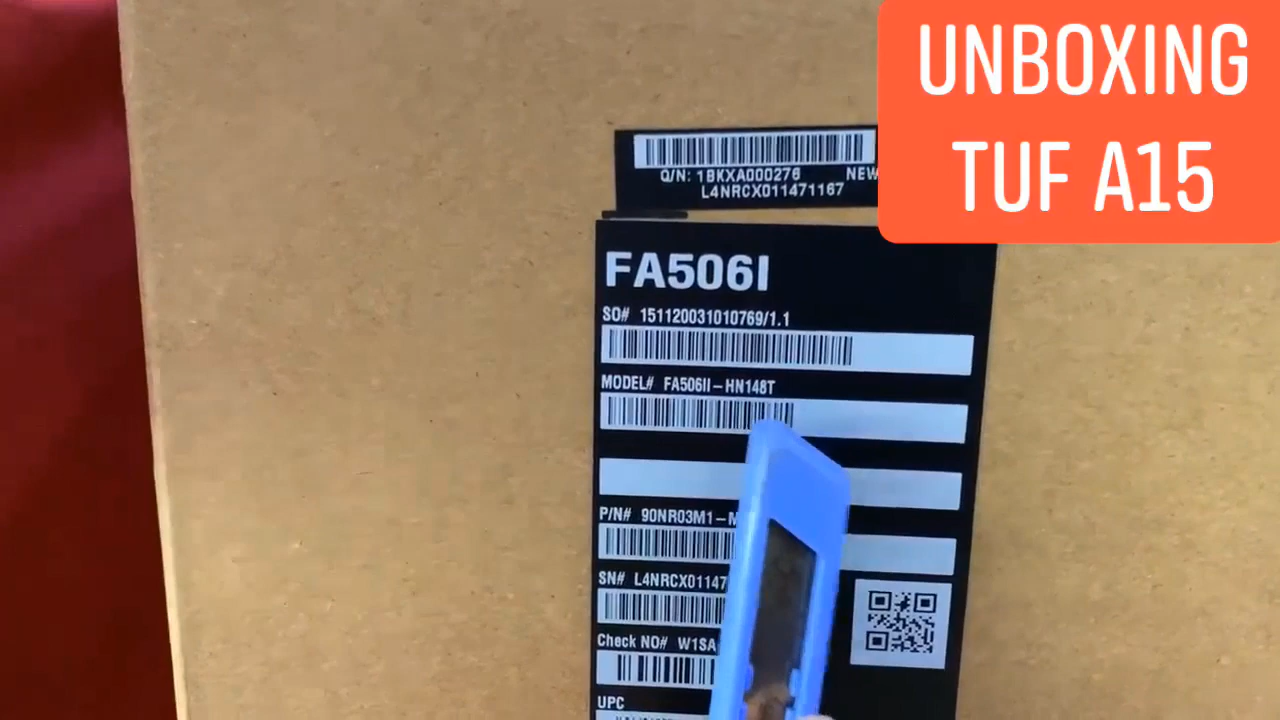 UNBOXING
TUF A15
Q/N: 1BKXA000276 NEW
L4NRCX011471167
FA506I
SO# 151120031010769/1.1
MODEL# FA506II-HN148T
P/N# 90NR03M1-M
SN# L4NRCX01147
Check NO# W1SA
UPC